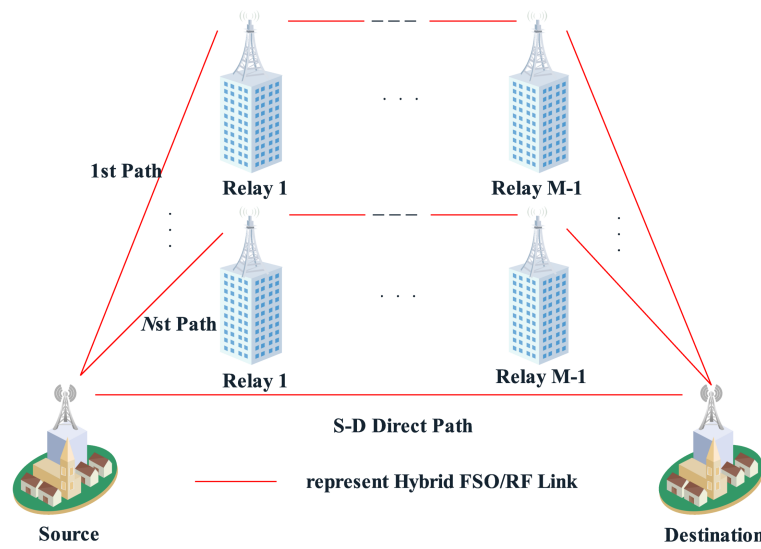 1st Path
Relay 1
Relay M-1
Nst Path
Relay 1
Relay M-1
S-D Direct Path
represent Hybrid FSO/RF Link
Source
Destination